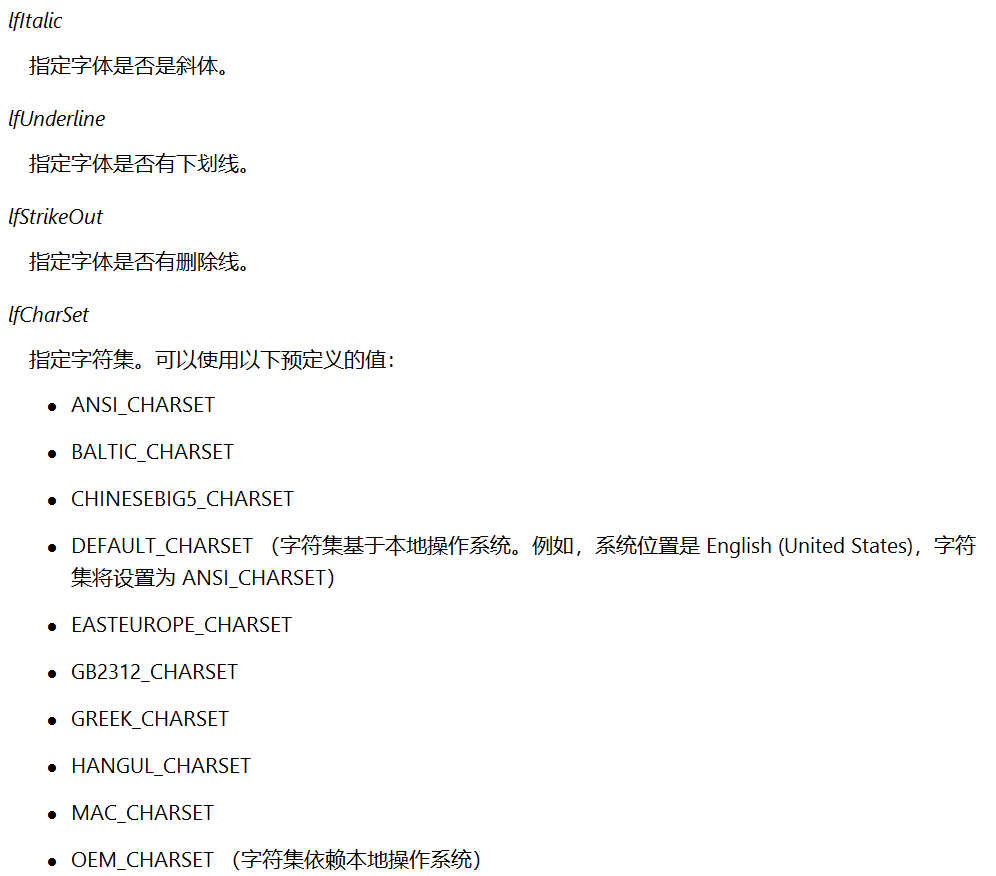 lfItalic
指定字体是否是斜体。
lfUnderline
指定字体是否有下划线。
lfStrikeOut
指定字体是否有删除线。
lfCharSet
指定字符集。可以使用以下预定义的值：
● ANSI_CHARSET
● BALTIC_CHARSET
● CHINESEBIG5_CHARSET
● DEFAULT_CHARSET （字符集基于本地操作系统。例如，系统位置是 English (United States)，字符
集将设置为 ANSI_CHARSET）
● EASTEUROPE_CHARSET
● GB2312_CHARSET
● GREEK_CHARSET
● HANGUL_CHARSET
● MAC_CHARSET
● OEM_CHARSET （字符集依赖本地操作系统）